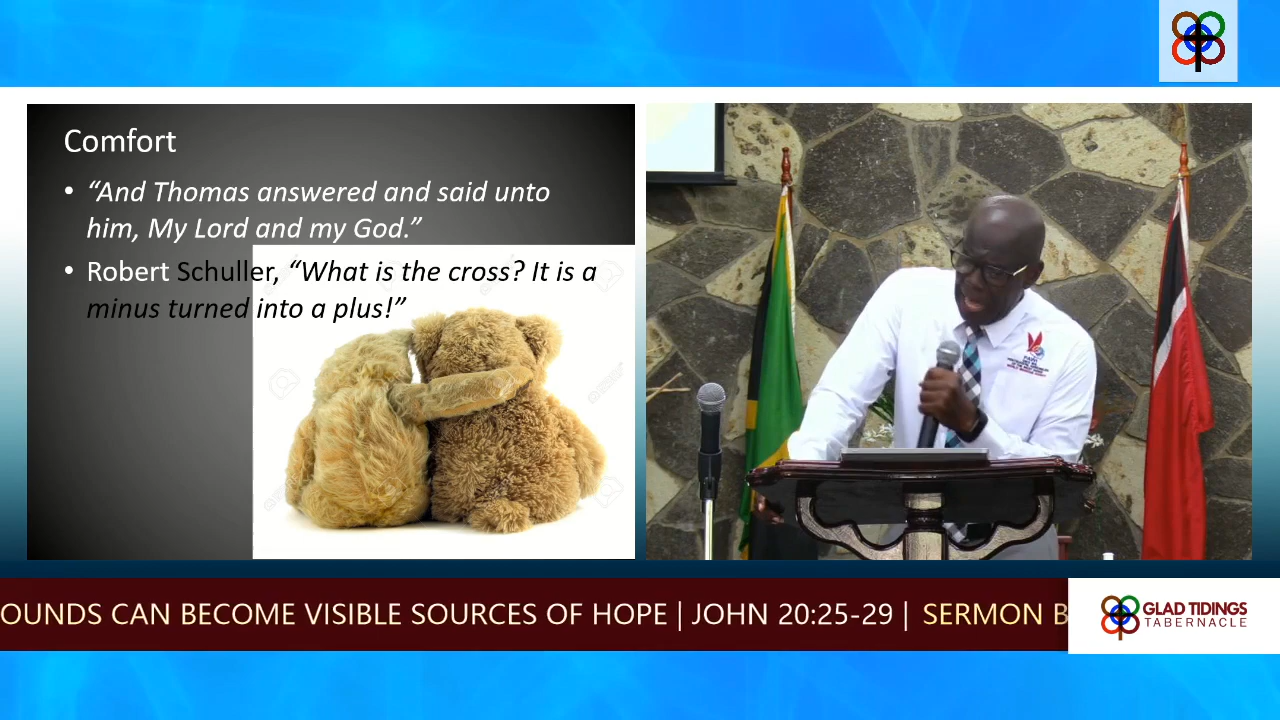 Comfort
• “And Thomas answered and said unto
him, My Lord and my God.”
• Robert Schuller, “What is the cross? It is a
minus turned into a plus!”
OUNDS CAN BECOME VISIBLE SOURCES OF HOPE | JOHN 20:25-29 | SERMON B
GLAD TIDINGS
TABERNACLE